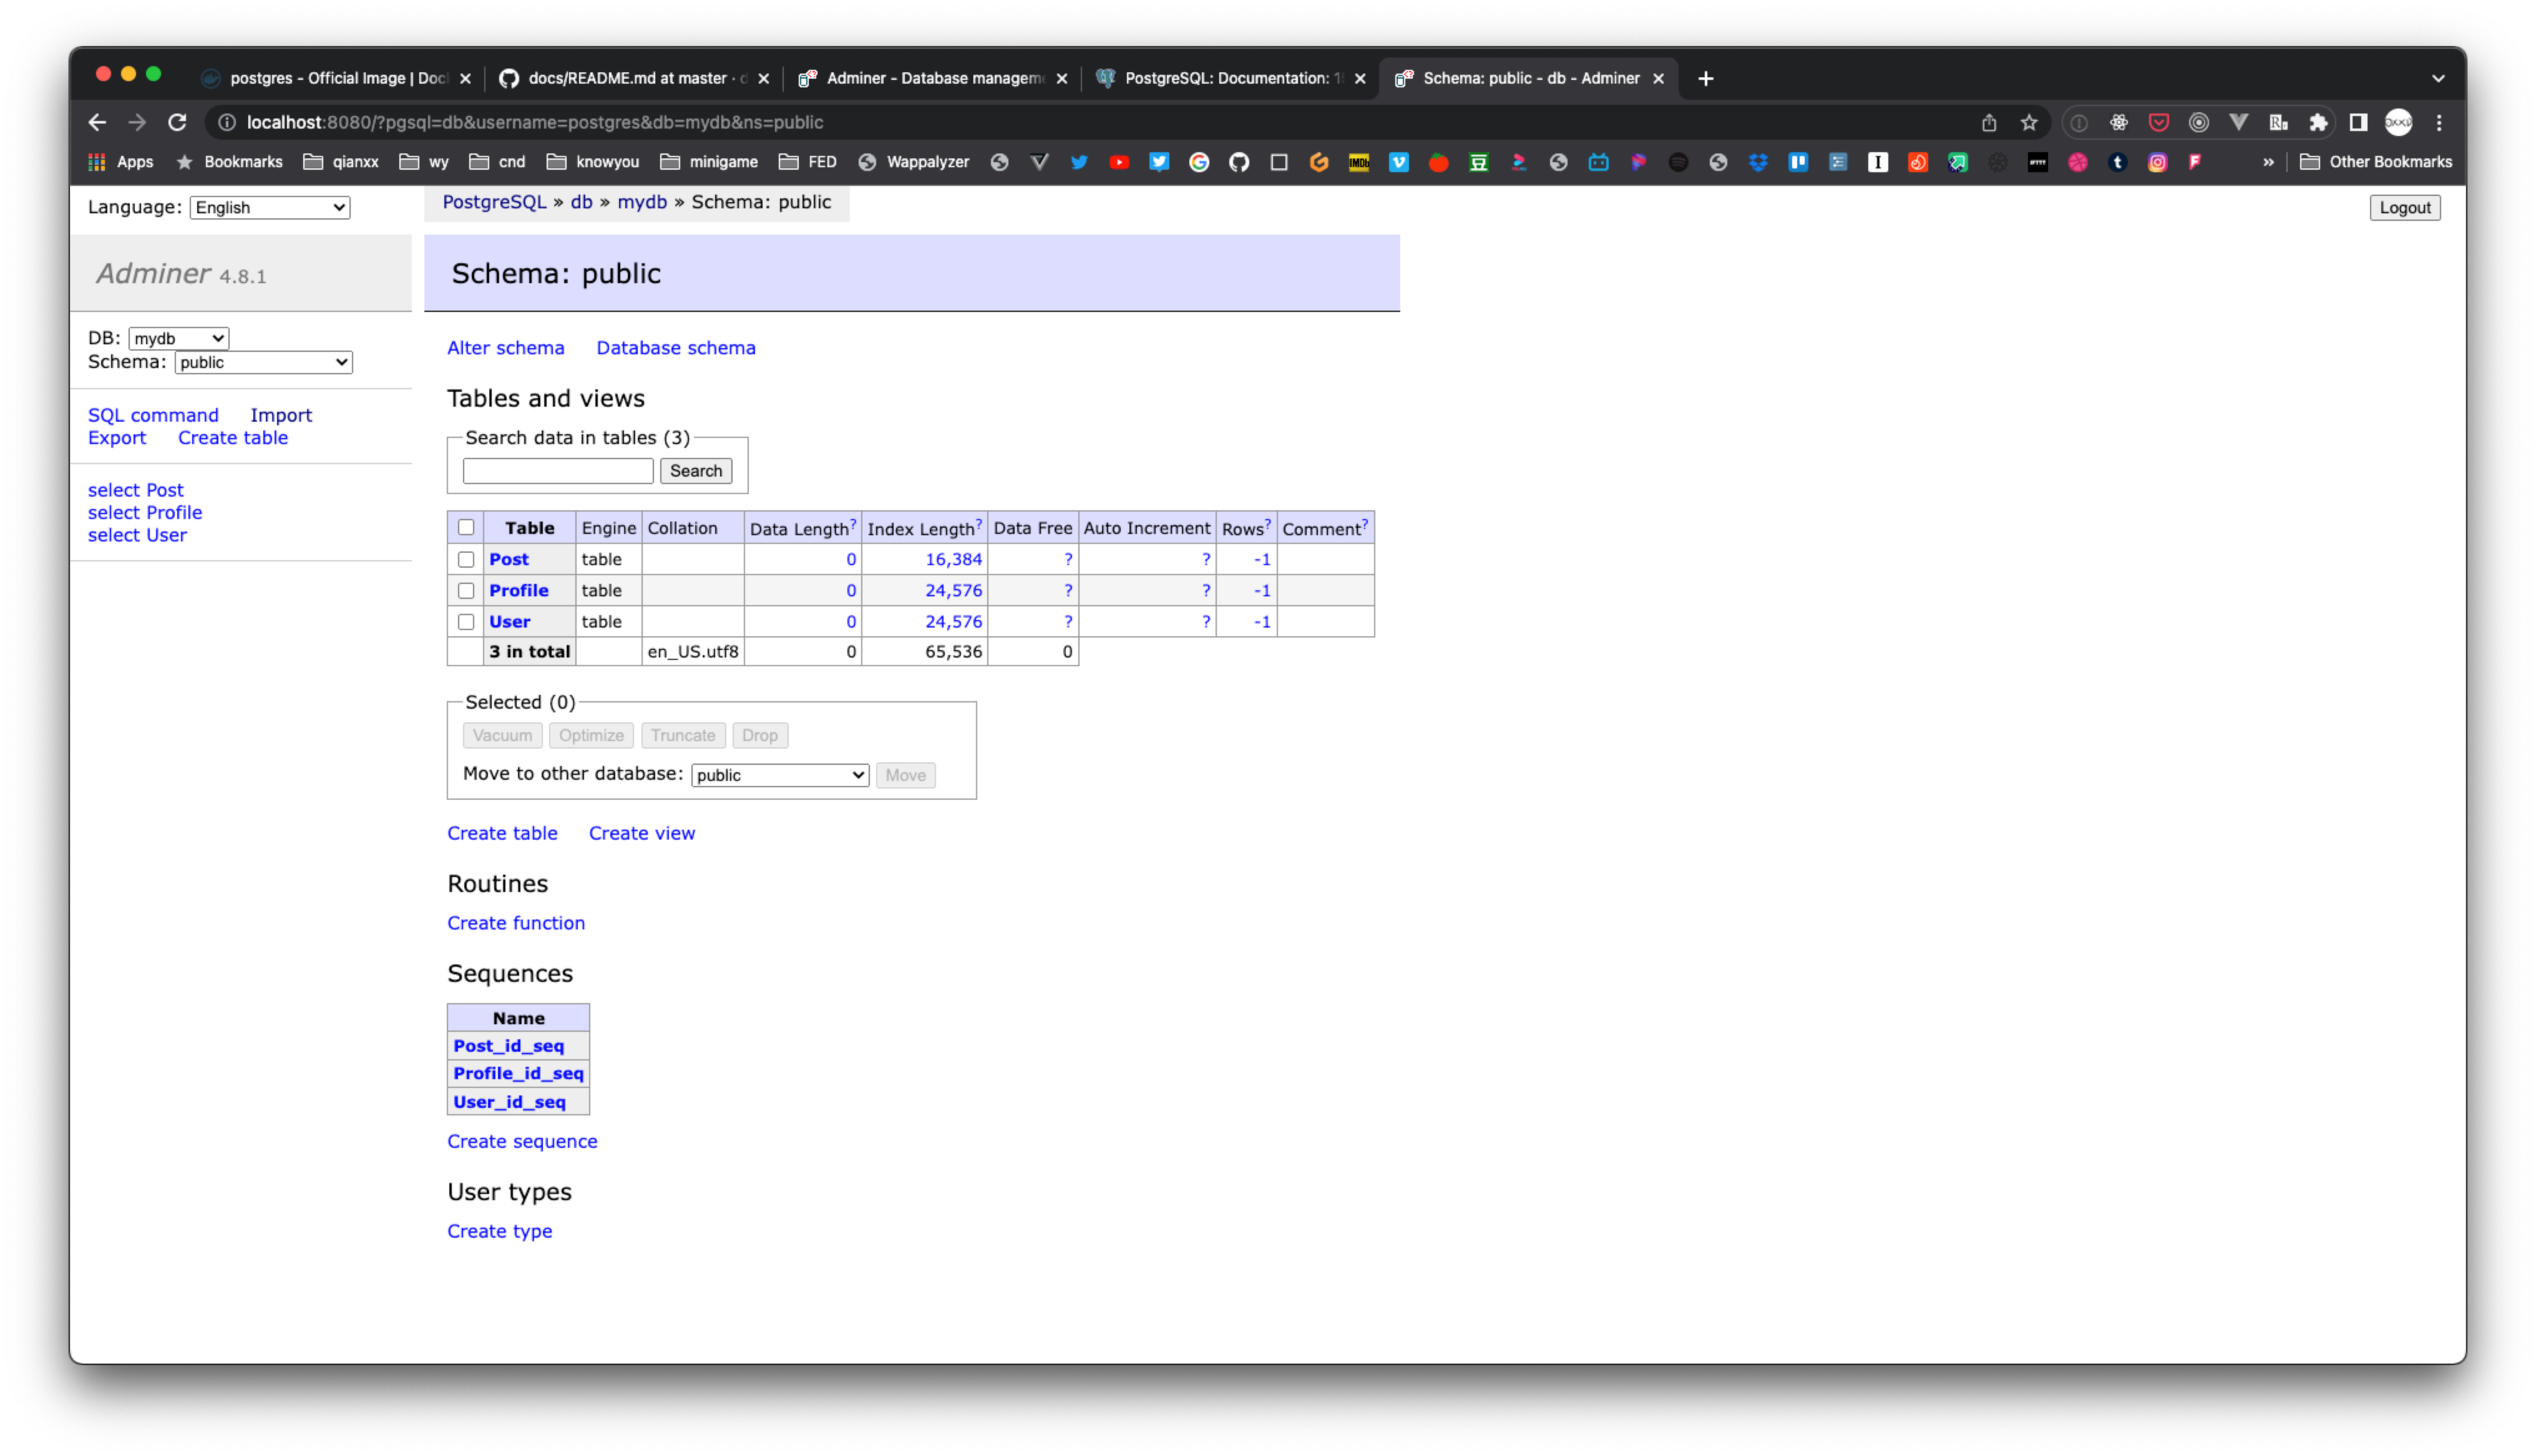 postgres - Official Image | Doc
docs/README.md at master · d
Adminer - Database managem
PostgreSQL: Documentation: 1
Schema: public - db - Adminer
localhost:8080/?pgsql=db&username=postgres&db=mydb&ns=public
Apps Bookmarks qianxx wy cnd knowyou minigame FED Wappalyzer IMDb » Other Bookmarks
Language: English
PostgreSQL » db » mydb » Schema: public
Logout
Adminer 4.8.1
Schema: public
DB: mydb
Schema: public
SQL command Import
Export Create table
select Post
select Profile
select User
Alter schema Database schema
Tables and views
Search data in tables (3)
Search
Table Engine Collation Data Length? Index Length? Data Free Auto Increment Rows? Comment?
Post table 0 16,384 ? ? -1
Profile table 0 24,576 ? ? -1
User table 0 24,576 ? ? -1
3 in total en_US.utf8 0 65,536 0
Selected (0)
Vacuum Optimize Truncate Drop
Move to other database: public Move
Create table Create view
Routines
Create function
Sequences
Name
Post_id_seq
Profile_id_seq
User_id_seq
Create sequence
User types
Create type